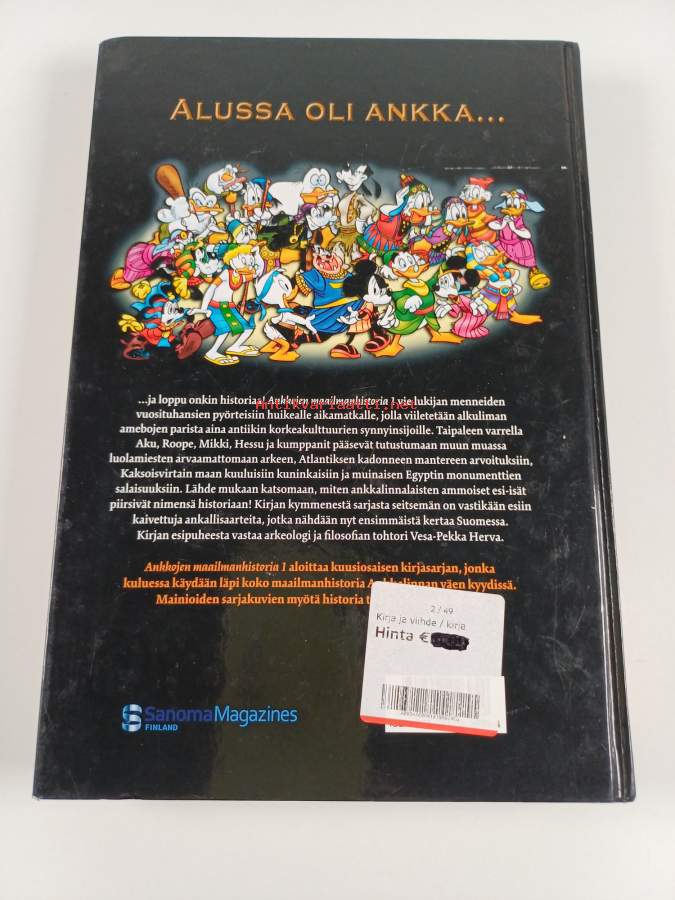 ALUSSA OLI ANKKA...
...ja loppu onkin historiaa! Ankkojen maailmanhistoria 1 vie lukijan menneiden
vuosituhansien pyörteisiin huikealle aikamatkalle, jolla viiletetään alkuliman
Antikvariaatti.net
amebojen parista aina antiikin korkeakulttuurien synnyinsijoille. Taipaleen varrella
Aku, Roope, Mikki, Hessu ja kumppanit pääsevät tutustumaan muun muassa
luolamiesten arvaamattomaan arkeen, Atlantiksen kadonneen mantereen arvoituksiin,
Kaksoisvirtain maan kuuluisiin kuninkaisiin ja muinaisen Egyptin monumenttien
salaisuuksiin. Lähde mukaan katsomaan, miten ankkalinnalaisten ammoiset esi-isät
piirsivät nimensä historiaan! Kirjan kymmenestä sarjasta seitsemän on vastikään esiin
kaivettuja ankallisaarteita, jotka nähdään nyt ensimmäistä kertaa Suomessa.
Kirjan esipuheesta vastaa arkeologi ja filosofian tohtori Vesa-Pekka Herva.
Ankkojen maailmanhistoria 1 aloittaa kuusiosaisen kirjasarjan, jonka
kuluessa käydään läpi koko maailmanhistoria Ankkalinnan väen kyydissä.
Mainioiden sarjakuvien myötä historia
2 / 49
Kirja ja viihde / kirja
Hinta €
SanomaMagazines
FINLAND